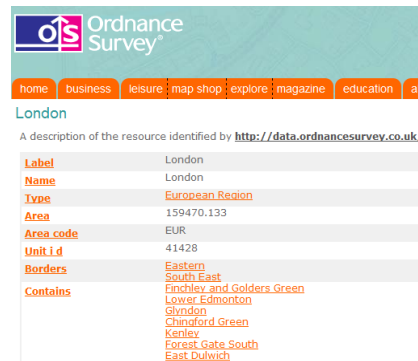 os Ordnance
Survey®
home business leisure map shop explore magazine education a
London
A description of the resource identified by http://data.ordnancesurvey.co.uk
Label London
Name London
Type European Region
Area 159470.133
Area code EUR
Unit i d 41428
Borders Eastern
South East
Contains Finchley and Golders Green
Lower Edmonton
Glyndon
Chingford Green
Kenley
Forest Gate South
East Dulwich